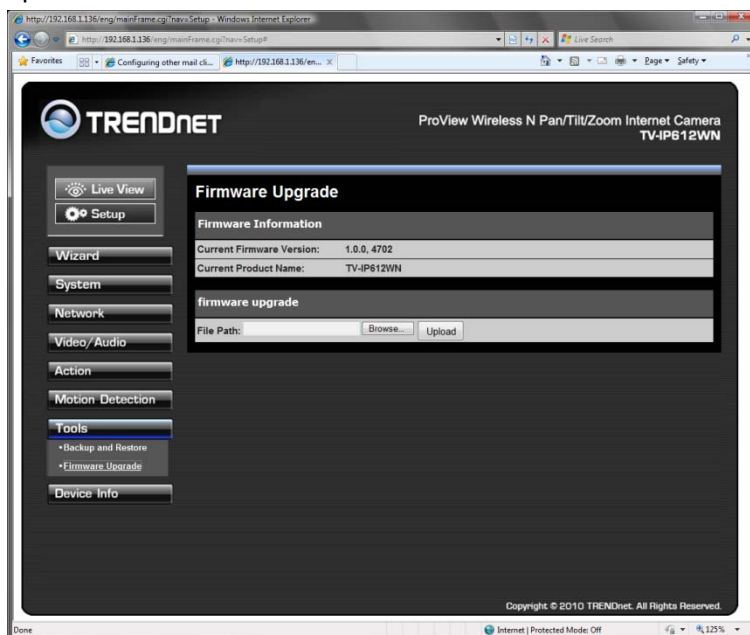 http://192.168.1.136/eng/mainFrame.cgi?nav=Setup - Windows Internet Explorer
http://192.168.1.136/eng/mainFrame.cgi?nav=Setup#
Live Search
Favorites
Configuring other mail cli...
http://192.168.1.136/en...
Page
Safety
TRENDNET
ProView Wireless N Pan/Tilt/Zoom Internet Camera
TV-IP612WN
Live View
Setup
Wizard
System
Network
Video/Audio
Action
Motion Detection
Tools
•Backup and Restore
•Firmware Upgrade
Device Info
Firmware Upgrade
Firmware Information
Current Firmware Version: 1.0.0, 4702
Current Product Name: TV-IP612WN
firmware upgrade
File Path: Browse... Upload
Copyright © 2010 TRENDnet. All Rights Reserved.
Done
Internet | Protected Mode: Off
125%